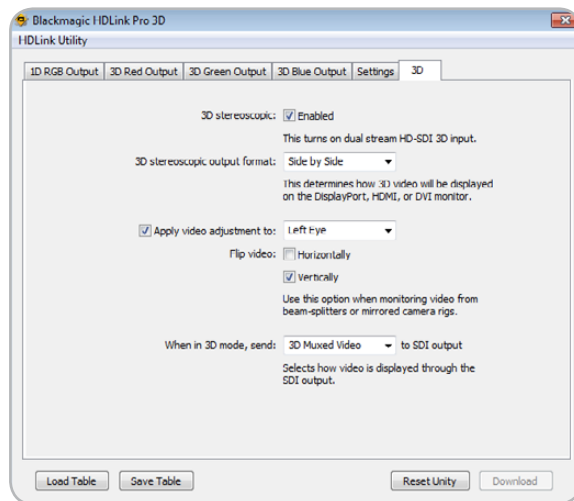 Blackmagic HDLink Pro 3D
HDLink Utility
1D RGB Output 3D Red Output 3D Green Output 3D Blue Output Settings 3D
3D stereoscopic: Enabled
This turns on dual stream HD-SDI 3D input.
3D stereoscopic output format: Side by Side
This determines how 3D video will be displayed
on the DisplayPort, HDMI, or DVI monitor.
Apply video adjustment to: Left Eye
Flip video: Horizontally
Vertically
Use this option when monitoring video from
beam-splitters or mirrored camera rigs.
When in 3D mode, send: 3D Muxed Video to SDI output
Selects how video is displayed through the
SDI output.
Load Table Save Table Reset Unity Download